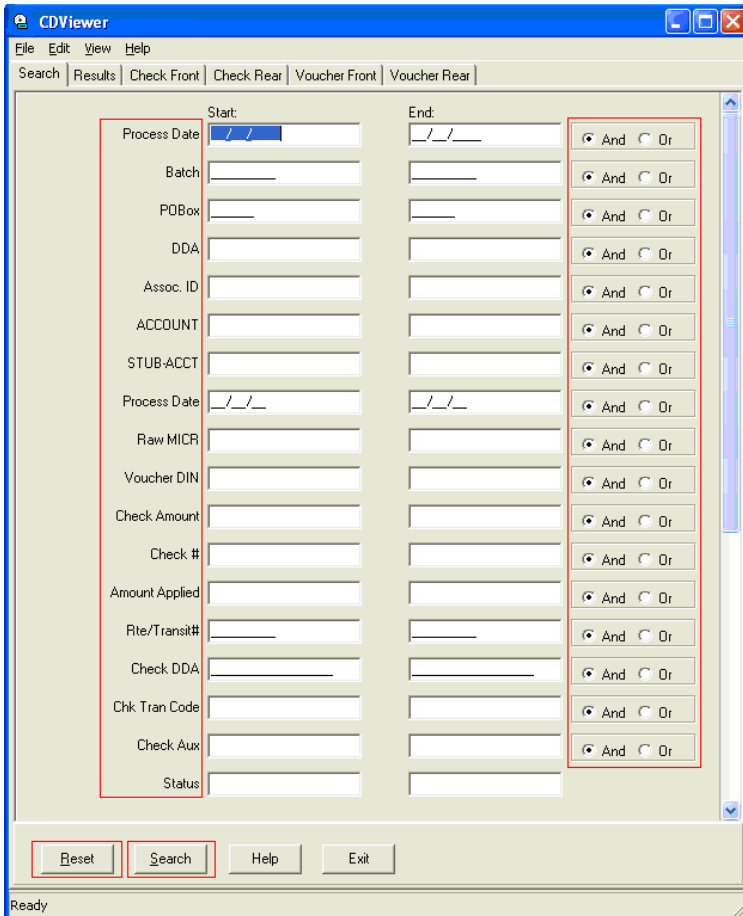 CDViewer
File Edit View Help
Search Results Check Front Check Rear Voucher Front Voucher Rear
Start: End:
Process Date __/__/____ __/__/____ And Or
Batch And Or
POBox And Or
DDA And Or
Assoc. ID And Or
ACCOUNT And Or
STUB-ACCT And Or
Process Date __/__/__ __/__/__ And Or
Raw MICR And Or
Voucher DIN And Or
Check Amount And Or
Check # And Or
Amount Applied And Or
Rte/Transit# And Or
Check DDA And Or
Chk Tran Code And Or
Check Aux And Or
Status
Reset Search Help Exit
Ready